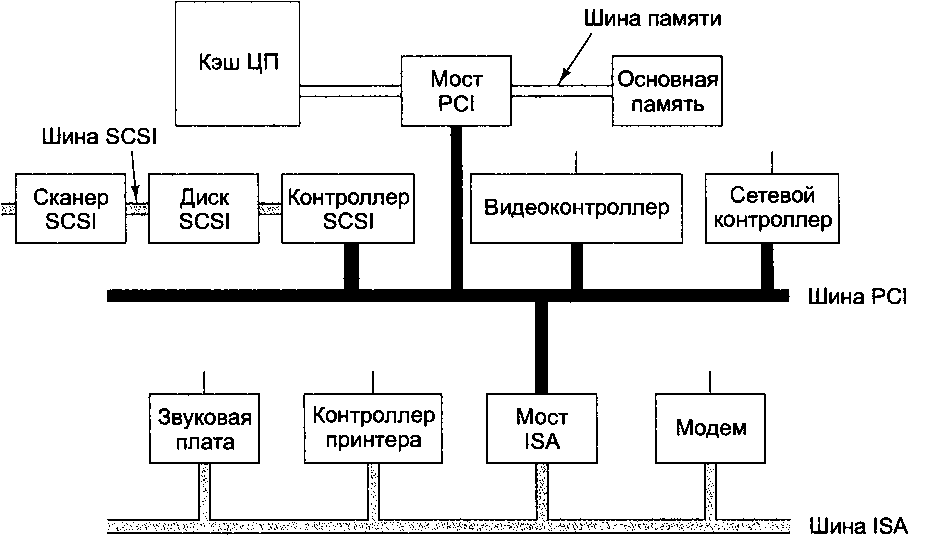 Шина памяти
Кэш ЦП
Мост
PCI
Основная
память
Шина SCSI
Сканер
SCSI
Диск
SCSI
Контроллер
SCSI
Видеоконтроллер
Сетевой
контроллер
Шина PCI
Звуковая
плата
Контроллер
принтера
Мост
ISA
Модем
Шина ISA